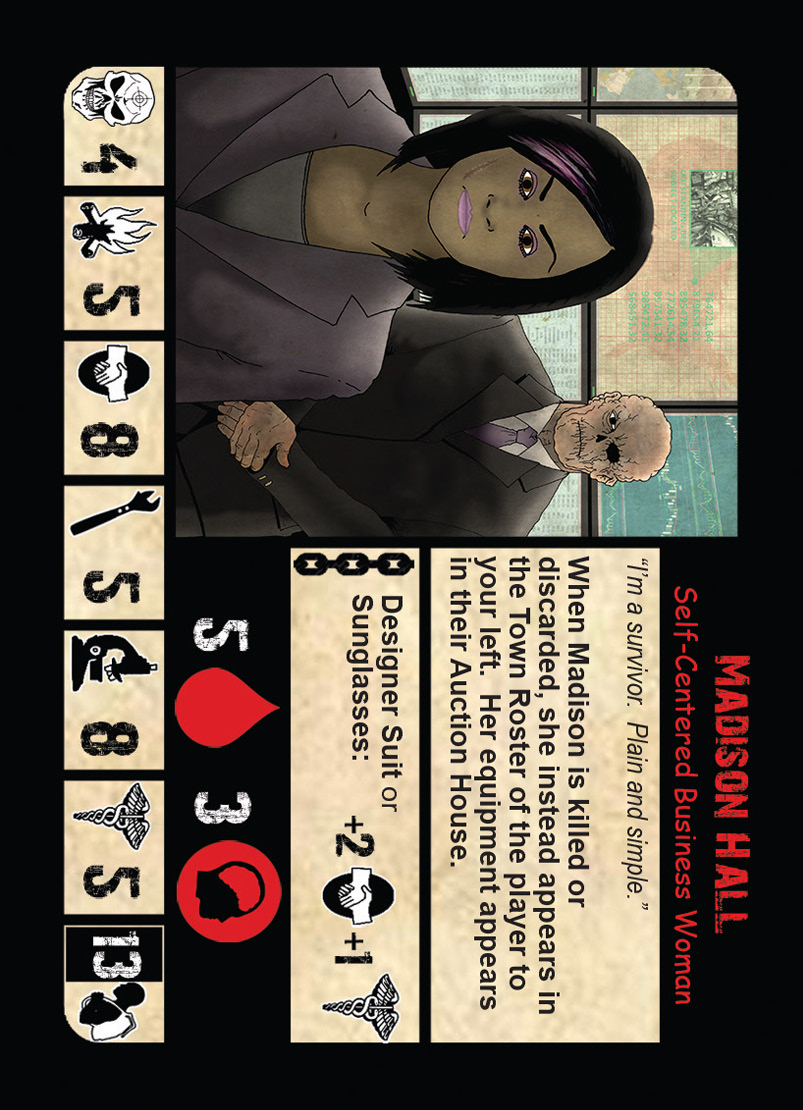 MADISON HALL
Self-Centered Business Woman
"I'm a survivor. Plain and simple."
When Madison is killed or
discarded, she instead appears in
the Town Roster of the player to
your left. Her equipment appears
in their Auction House.
Designer Suit or
Sunglasses:
+2 +1
5 3
4 5 8 5 8 5 13